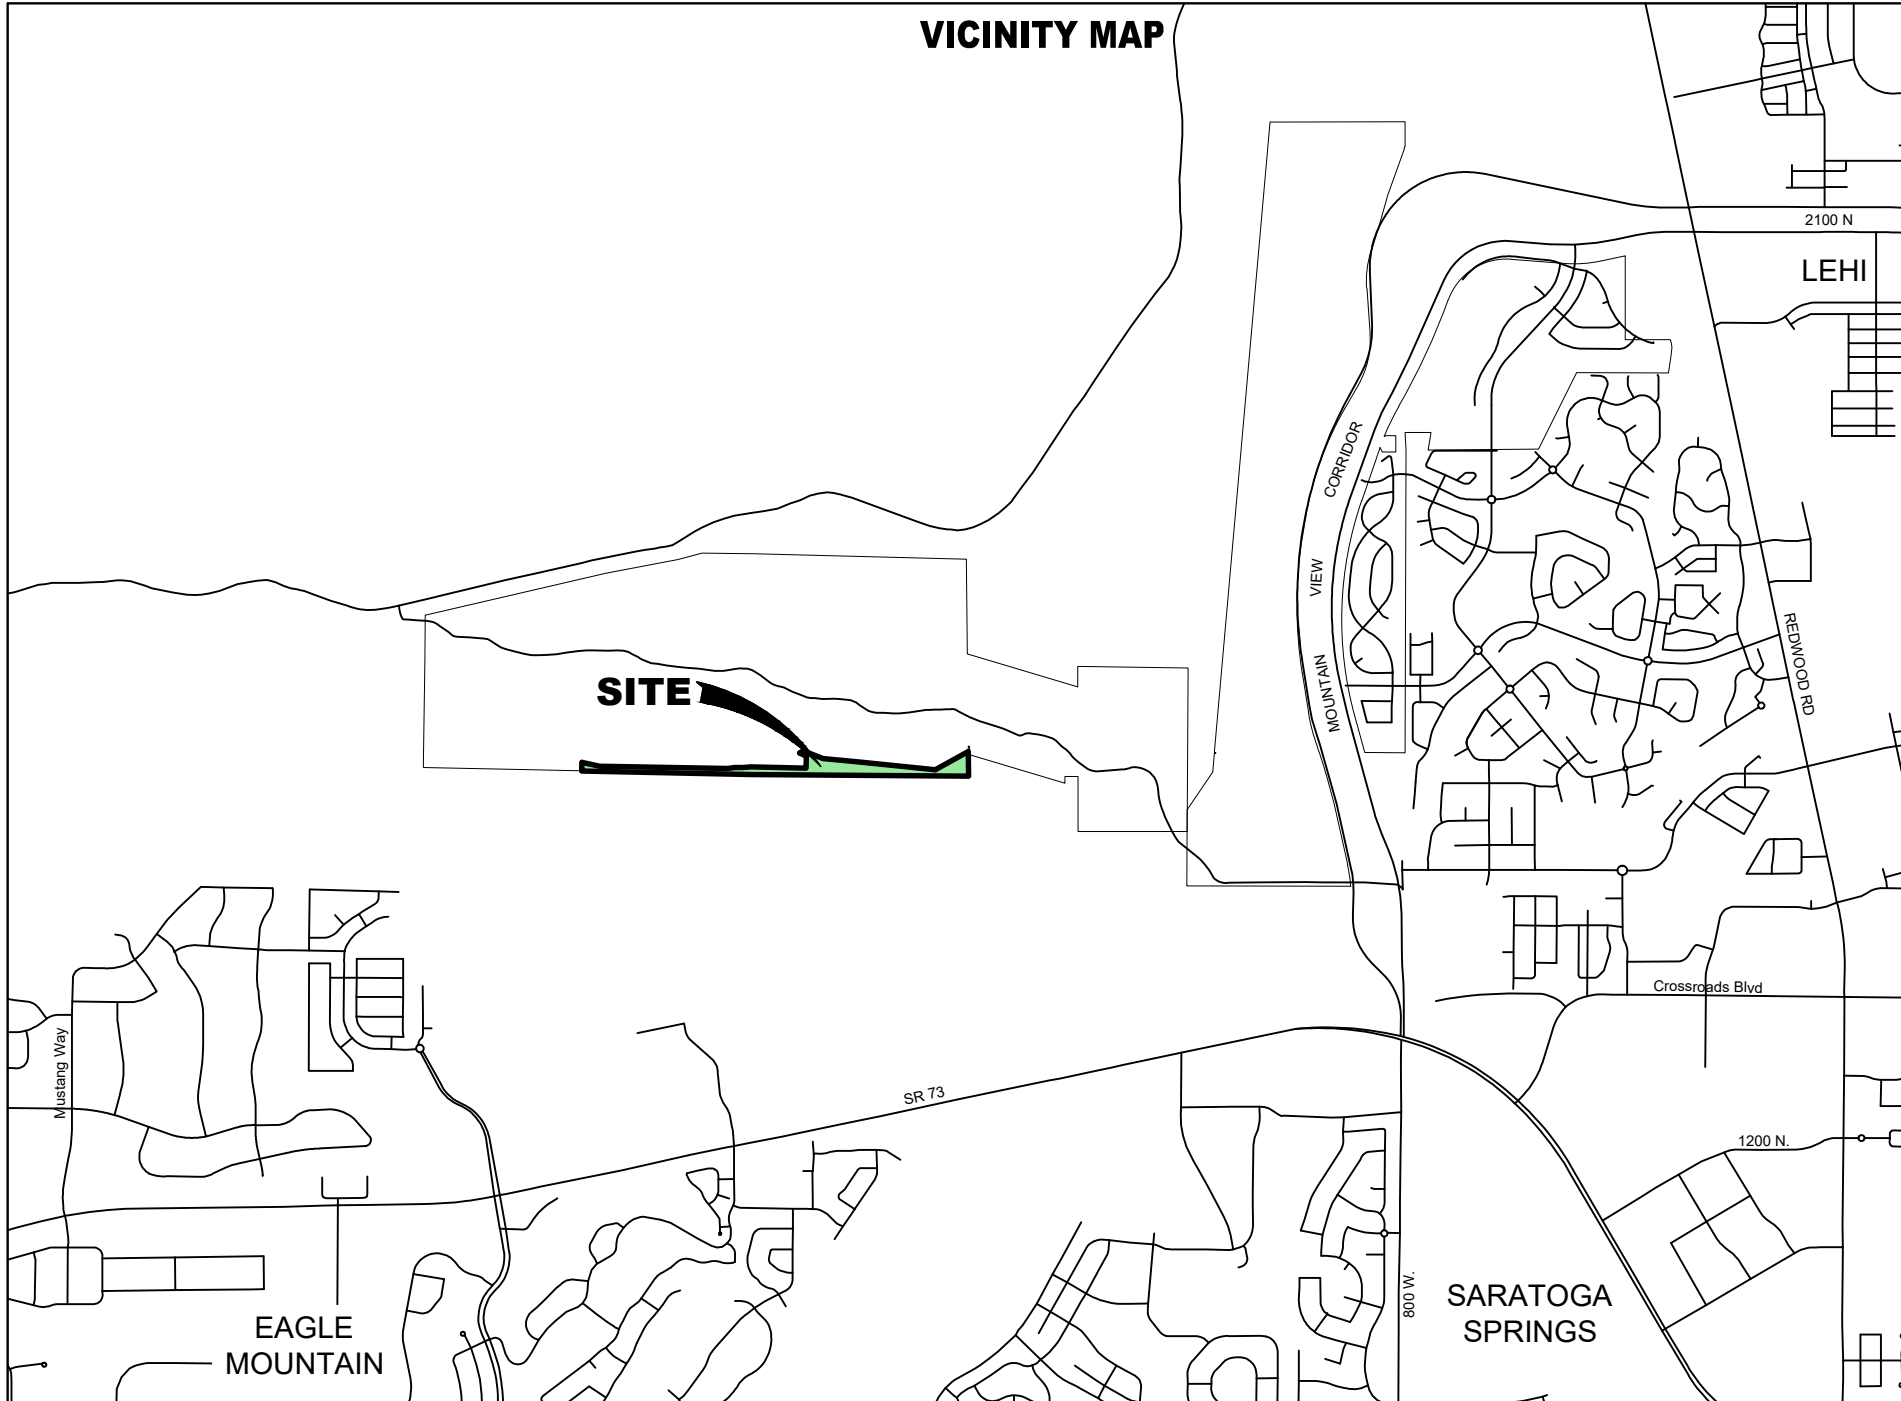 VICINITY MAP
2100 N
LEHI
CORRIDOR
VIEW
MOUNTAIN
REDWOOD RD
SITE
Crossroads Blvd
Mustang Way
SR 73
1200 N.
800 W.
SARATOGA
SPRINGS
EAGLE
MOUNTAIN